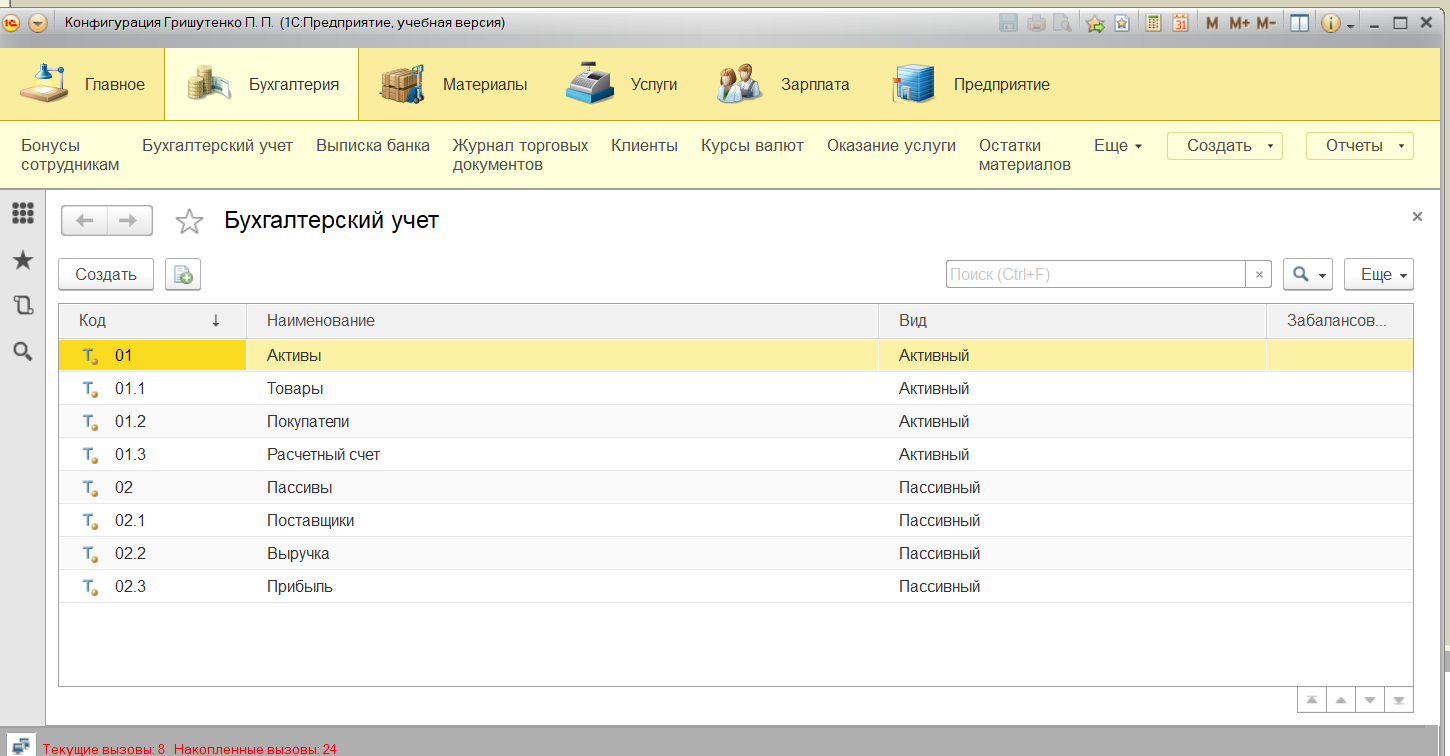 Конфигурация Гришутенко П. П. (1С:Предприятие, учебная версия)
31 M M+ M-
Главное Бухгалтерия Материалы Услуги Зарплата Предприятие
Бонусы сотрудникам Бухгалтерский учет Выписка банка Журнал торговых документов Клиенты Курсы валют Оказание услуги Остатки материалов Еще Создать Отчеты
Бухгалтерский учет
Создать Поиск (Ctrl+F) Еще
Код Наименование Вид Забалансов...
01 Активы Активный
01.1 Товары Активный
01.2 Покупатели Активный
01.3 Расчетный счет Активный
02 Пассивы Пассивный
02.1 Поставщики Пассивный
02.2 Выручка Пассивный
02.3 Прибыль Пассивный
Текущие вызовы: 8 Накопленные вызовы: 24